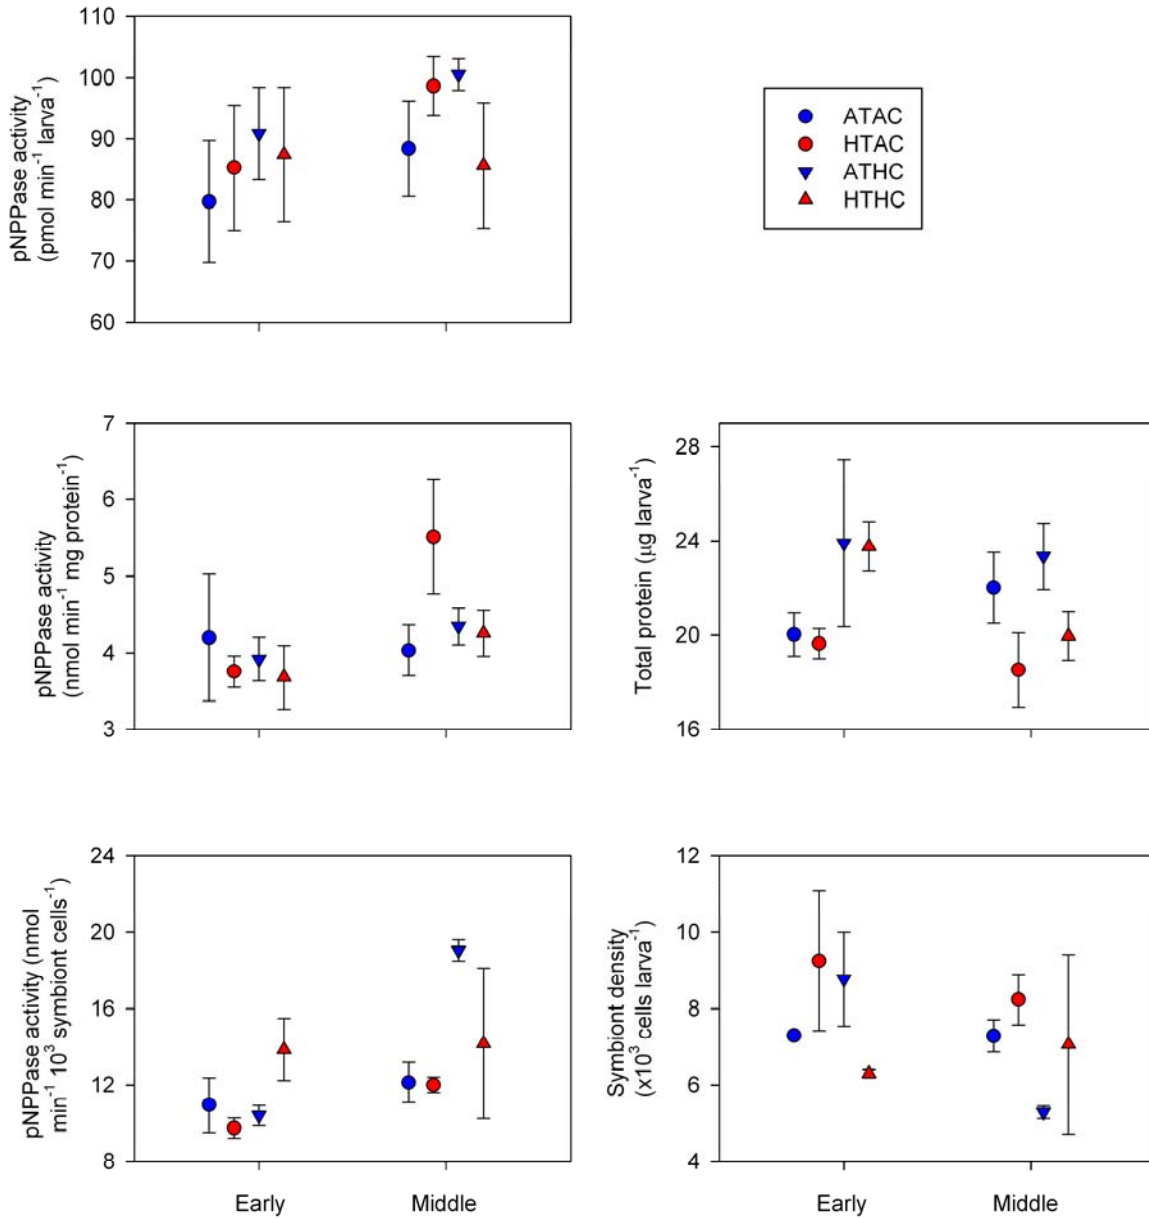 110
100
90
80
70
60
pNPPase activity
(pmol min⁻¹ larva⁻¹)
ATAC
HTAC
ATHC
HTHC
7
6
5
4
3
pNPPase activity
(nmol min⁻¹ mg protein⁻¹)
28
24
20
16
Total protein (µg larva⁻¹)
24
20
16
12
8
pNPPase activity (nmol
min⁻¹ 10³ symbiont cells⁻¹)
Early Middle
12
10
8
6
4
Symbiont density
(x10³ cells larva⁻¹)
Early Middle